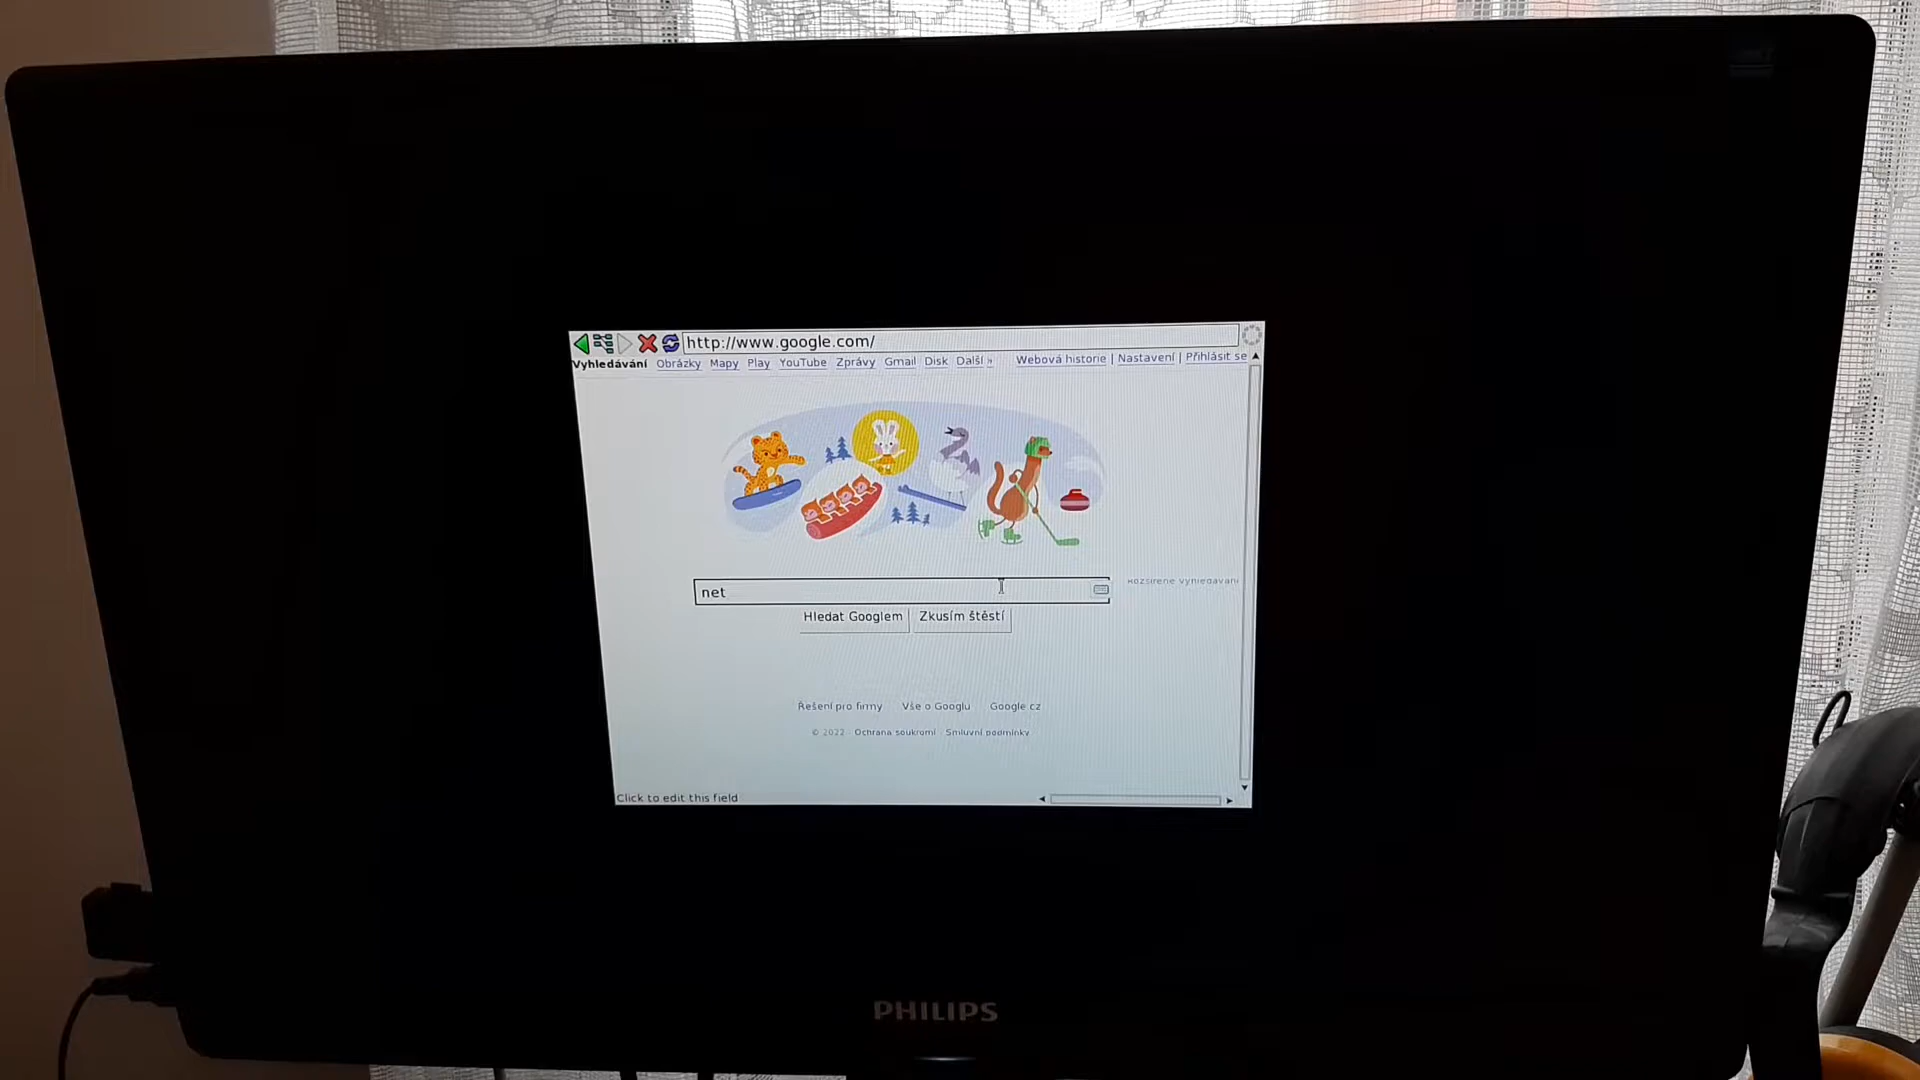 http://www.google.com/
Vyhledávání Obrázky Mapy Play YouTube Zprávy Gmail Disk Další » Webová historie | Nastavení | Přihlásit se
net
Rozšířené vyhledávání
Hledat Googlem Zkusím štěstí
Řešení pro firmy Vše o Googlu Google.cz
© 2022 - Ochrana soukromí - Smluvní podmínky
Click to edit this field
PHILIPS